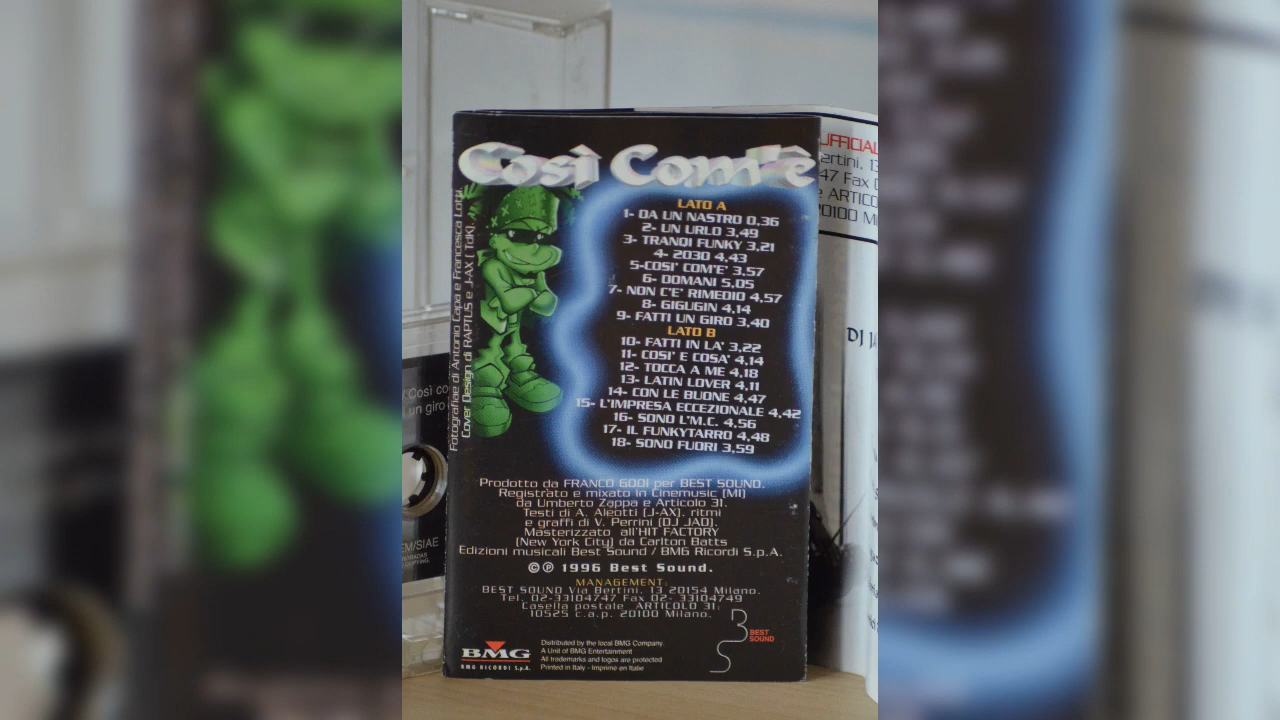 Così Com'è
LATO A
1- DA UN NASTRO 0,36
2- UN URLO 3,49
3- TRANQI FUNKY 3,21
4- 2030 4,43
5-COSI' COM'E' 3,57
6- DOMANI 5,05
7- NON C'E' RIMEDIO 4,57
8- GIGUGIN 4,14
9- FATTI UN GIRO 3,40
LATO B
10- FATTI IN LA' 3,22
11- COSI' E COSA' 4,14
12- TOCCA A ME 4,18
13- LATIN LOVER 4,11
14- CON LE BUONE 4,47
15- L'IMPRESA ECCEZIONALE 4,42
16- SONO L'M.C. 4,56
17- IL FUNKYTARRO 4,48
18- SONO FUORI 3,59
Fotografiae di Antonio Capa e Francesca Lotti.
Cover Design di RAPTUS e J-AX ( TdK).
Prodotto da FRANCO GODI per BEST SOUND.
Registrato e mixato in Cinemusic (MI)
da Umberto Zappa e Articolo 31.
Testi di A. Aleotti (J-AX), ritmi
e graffi di V. Perrini (DJ JAD).
Masterizzato all'HIT FACTORY
(New York City) da Carlton Batts
Edizioni musicali Best Sound / BMG Ricordi S.p.A.
©℗ 1996 Best Sound.
MANAGEMENT:
BEST SOUND Via Bertini, 13 20154 Milano.
Tel. 02-33104747 Fax 02- 33104749
Casella postale ARTICOLO 31:
10525 c.a.p. 20100 Milano.
BEST
SOUND
BMG
BMG RICORDI S.p.A.
Distributed by the local BMG Company.
A Unit of BMG Entertainment
All trademarks and logos are protected
Printed in Italy - Imprime en Italie
Così co
un giro
EM/SIAE
UFFICIAL
ertini, 13
47 Fax
ARTICO
20100 MI
DJ JA